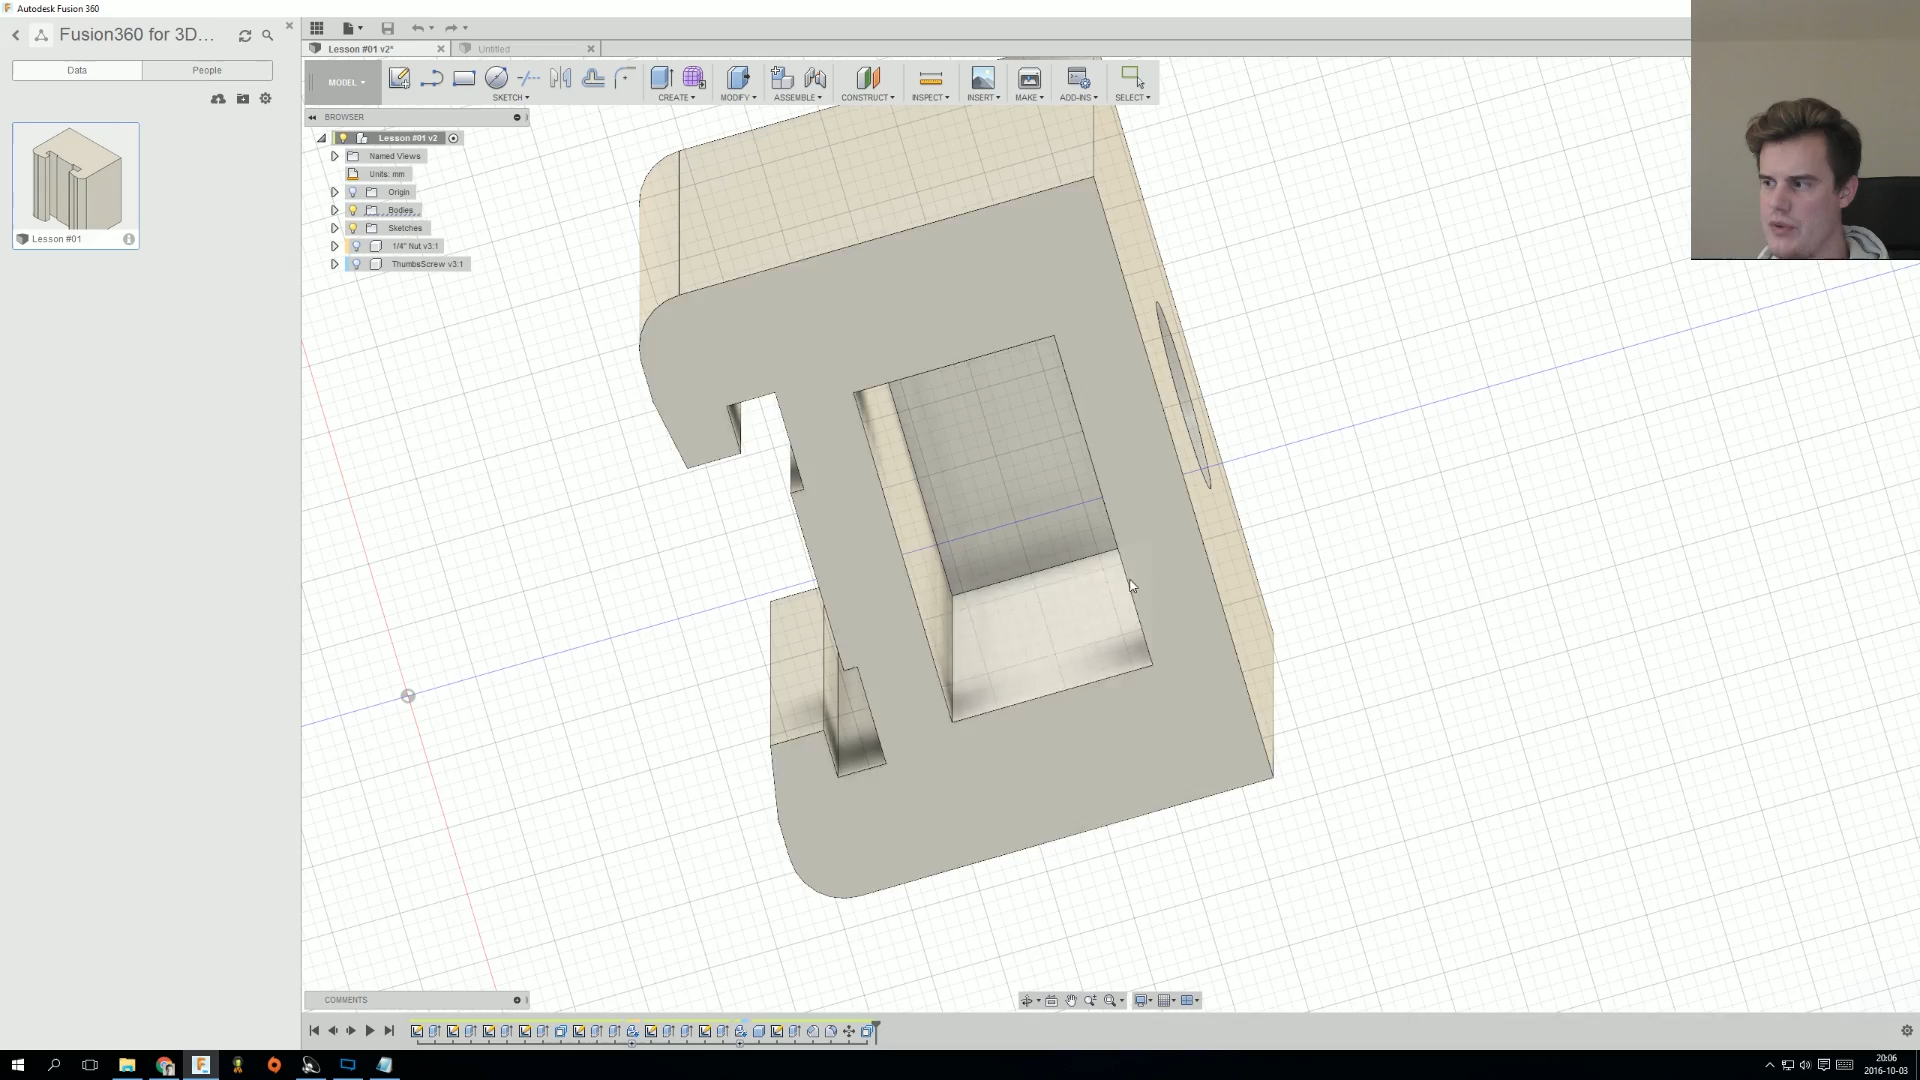 Autodesk Fusion 360
Fusion360 for 3D...
Data
People
Lesson #01
Lesson #01 v2*
Untitled
MODEL
SKETCH
CREATE
MODIFY
ASSEMBLE
CONSTRUCT
INSPECT
INSERT
MAKE
ADD-INS
SELECT
BROWSER
Lesson #01 v2
Named Views
Units: mm
Origin
Bodies
Sketches
1/4" Nut v3:1
ThumbsScrew v3:1
COMMENTS
20:06
2016-10-03